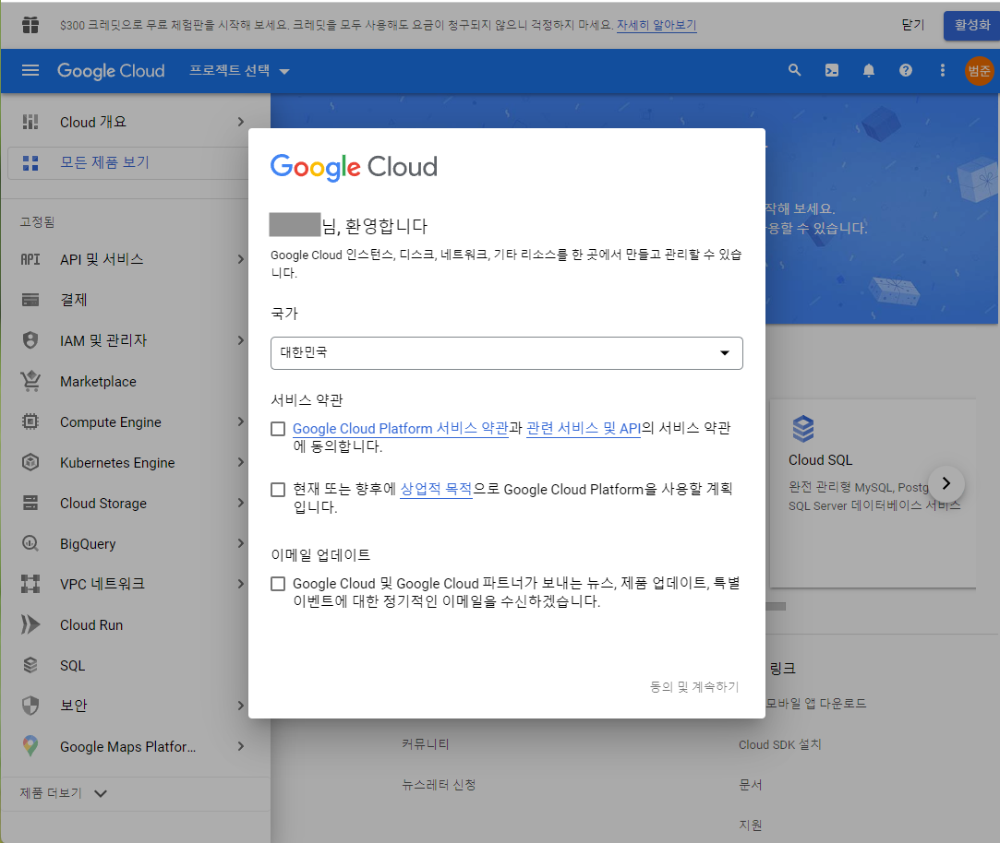 $300 크레딧으로 무료 체험판을 시작해 보세요. 크레딧을 모두 사용해도 요금이 청구되지 않으니 걱정하지 마세요. 자세히 알아보기
닫기
활성화
Google Cloud
프로젝트 선택
범준
Cloud 개요
모든 제품 보기
고정됨
API 및 서비스
결제
IAM 및 관리자
Marketplace
Compute Engine
Kubernetes Engine
Cloud Storage
BigQuery
VPC 네트워크
Cloud Run
SQL
보안
Google Maps Platfor...
제품 더보기
Google Cloud
님, 환영합니다
Google Cloud 인스턴스, 디스크, 네트워크, 기타 리소스를 한 곳에서 만들고 관리할 수 있습
니다.
국가
대한민국
서비스 약관
Google Cloud Platform 서비스 약관과 관련 서비스 및 API의 서비스 약관
에 동의합니다.
현재 또는 향후에 상업적 목적으로 Google Cloud Platform을 사용할 계획
입니다.
이메일 업데이트
Google Cloud 및 Google Cloud 파트너가 보내는 뉴스, 제품 업데이트, 특별
이벤트에 대한 정기적인 이메일을 수신하겠습니다.
동의 및 계속하기
작해 보세요.
용할 수 있습니다.
Cloud SQL
완전 관리형 MySQL, Postg
SQL Server 데이터베이스 서비스
링크
모바일 앱 다운로드
커뮤니티
Cloud SDK 설치
뉴스레터 신청
문서
지원